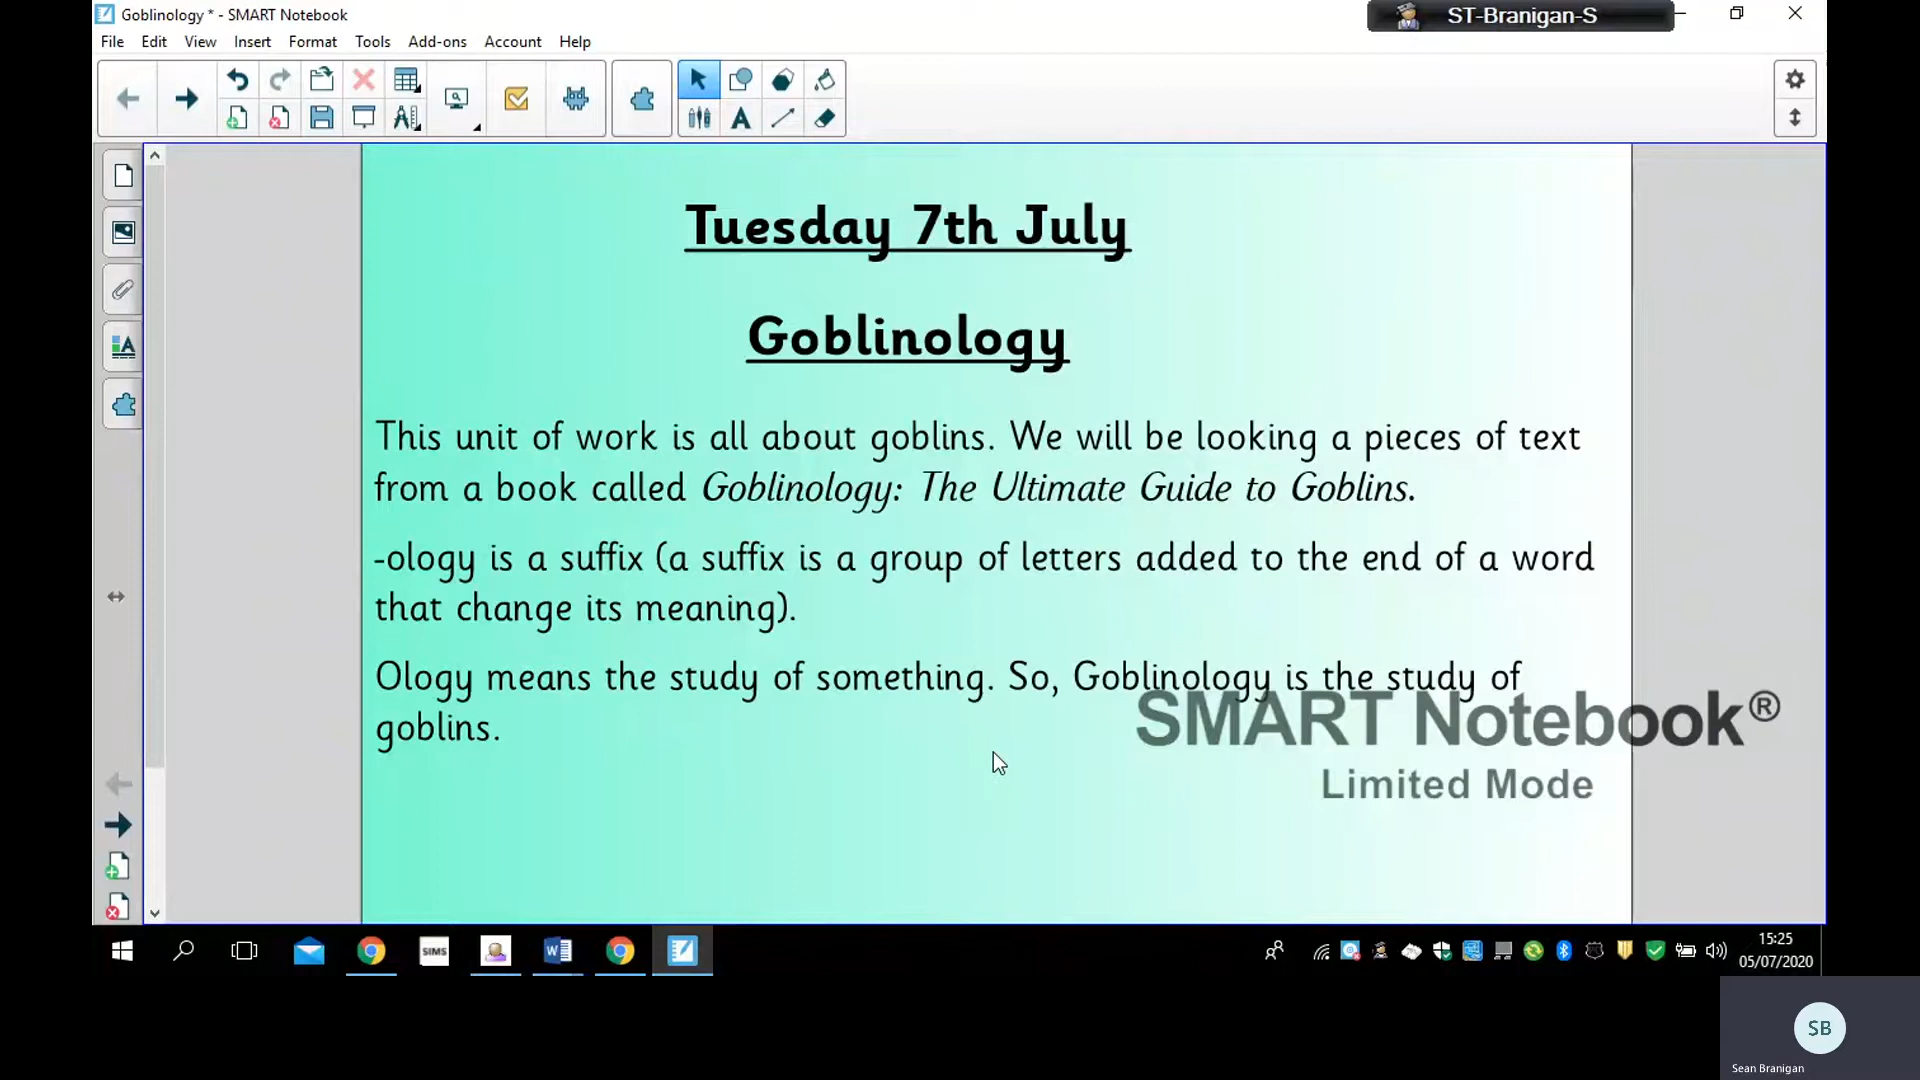 Goblinology * - SMART Notebook
ST-Branigan-S
File Edit View Insert Format Tools Add-ons Account Help
Tuesday 7th July
Goblinology
This unit of work is all about goblins. We will be looking a pieces of text
from a book called Goblinology: The Ultimate Guide to Goblins.
-ology is a suffix (a suffix is a group of letters added to the end of a word
that change its meaning).
Ology means the study of something. So, Goblinology is the study of
goblins.
SMART Notebook®
Limited Mode
SIMS
15:25
05/07/2020
SB
Sean Branigan